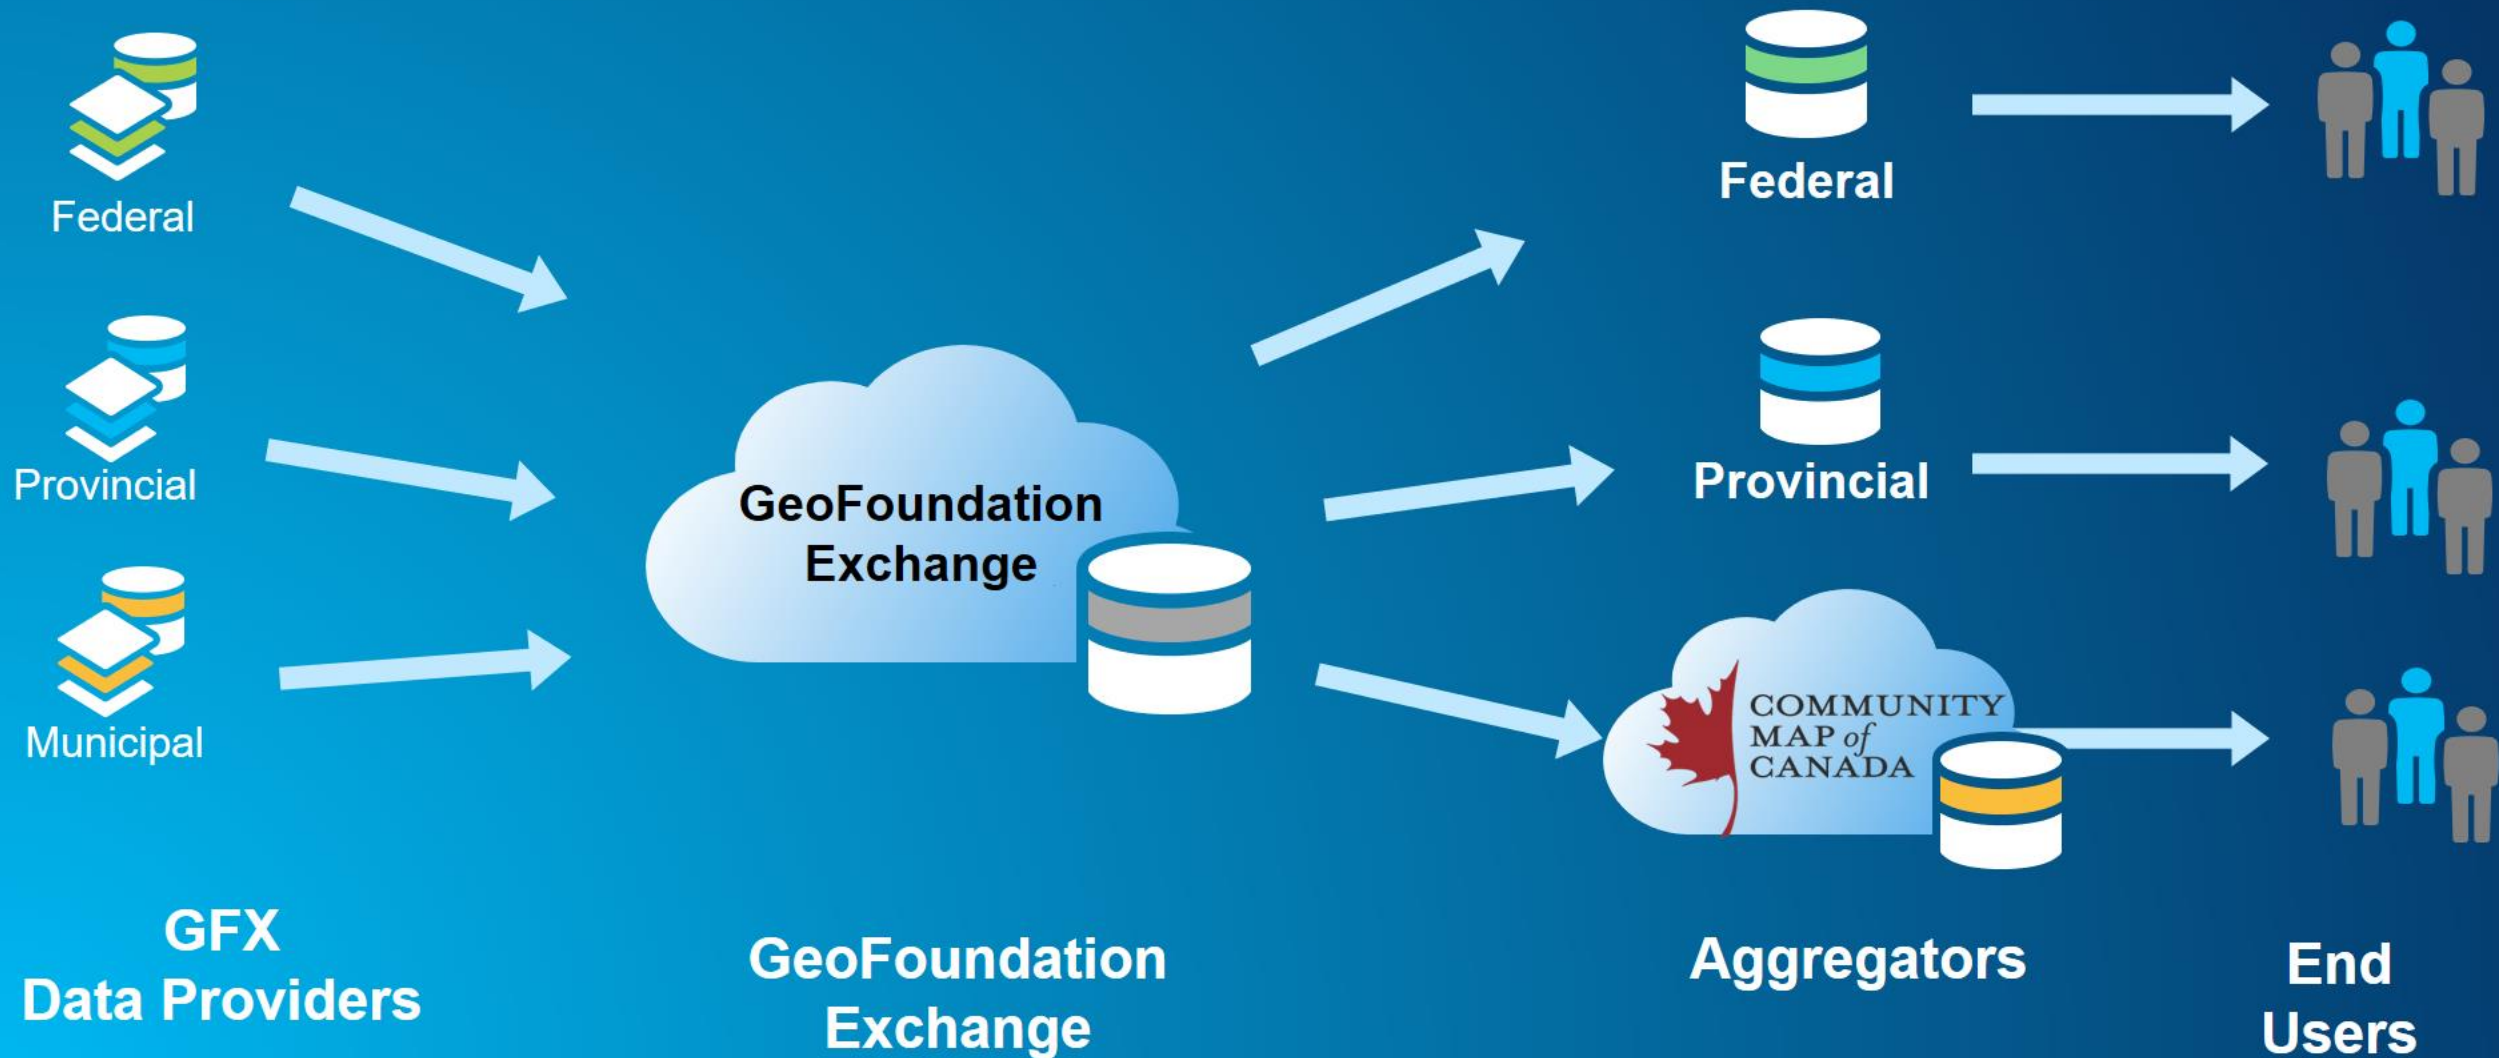 Federal
Provincial
Municipal
GFX
Data Providers
GeoFoundation
Exchange
GeoFoundation
Exchange
Federal
Provincial
COMMUNITY
MAP of
CANADA
Aggregators
End
Users